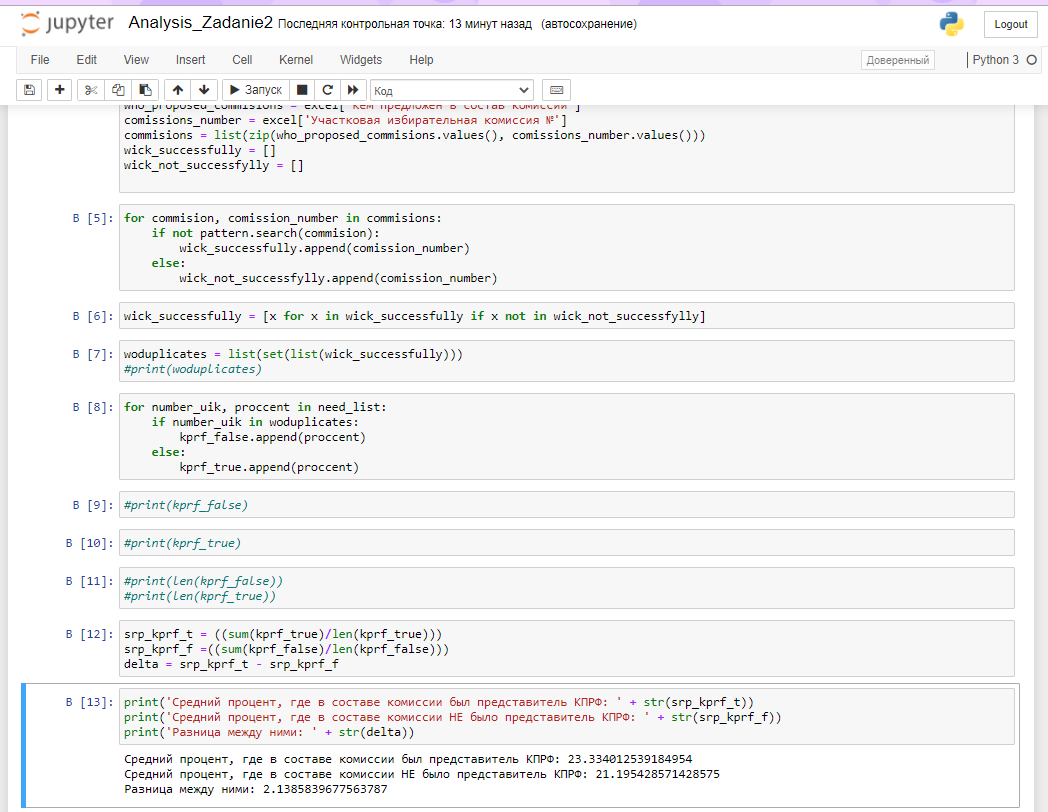 jupyter Analysis_Zadanie2 Последняя контрольная точка: 13 минут назад (автосохранение) Logout
File Edit View Insert Cell Kernel Widgets Help Доверенный Python 3
Запуск Код
who_proposed_commisions = excel['Кем предложен в состав комиссии']
comissions_number = excel['Участковая избирательная комиссия №']
commisions = list(zip(who_proposed_commisions.values(), comissions_number.values()))
wick_successfully = []
wick_not_successfylly = []
В [5]: for commision, comission_number in commisions:
if not pattern.search(commision):
wick_successfully.append(comission_number)
else:
wick_not_successfylly.append(comission_number)
В [6]: wick_successfully = [x for x in wick_successfully if x not in wick_not_successfylly]
В [7]: woduplicates = list(set(list(wick_successfully)))
#print(woduplicates)
В [8]: for number_uik, proccent in need_list:
if number_uik in woduplicates:
kprf_false.append(proccent)
else:
kprf_true.append(proccent)
В [9]: #print(kprf_false)
В [10]: #print(kprf_true)
В [11]: #print(len(kprf_false))
#print(len(kprf_true))
В [12]: srp_kprf_t = ((sum(kprf_true)/len(kprf_true)))
srp_kprf_f =((sum(kprf_false)/len(kprf_false)))
delta = srp_kprf_t - srp_kprf_f
В [13]: print('Средний процент, где в составе комиссии был представитель КПРФ: ' + str(srp_kprf_t))
print('Средний процент, где в составе комиссии НЕ было представитель КПРФ: ' + str(srp_kprf_f))
print('Разница между ними: ' + str(delta))
Средний процент, где в составе комиссии был представитель КПРФ: 23.334012539184954
Средний процент, где в составе комиссии НЕ было представитель КПРФ: 21.195428571428575
Разница между ними: 2.1385839677563787